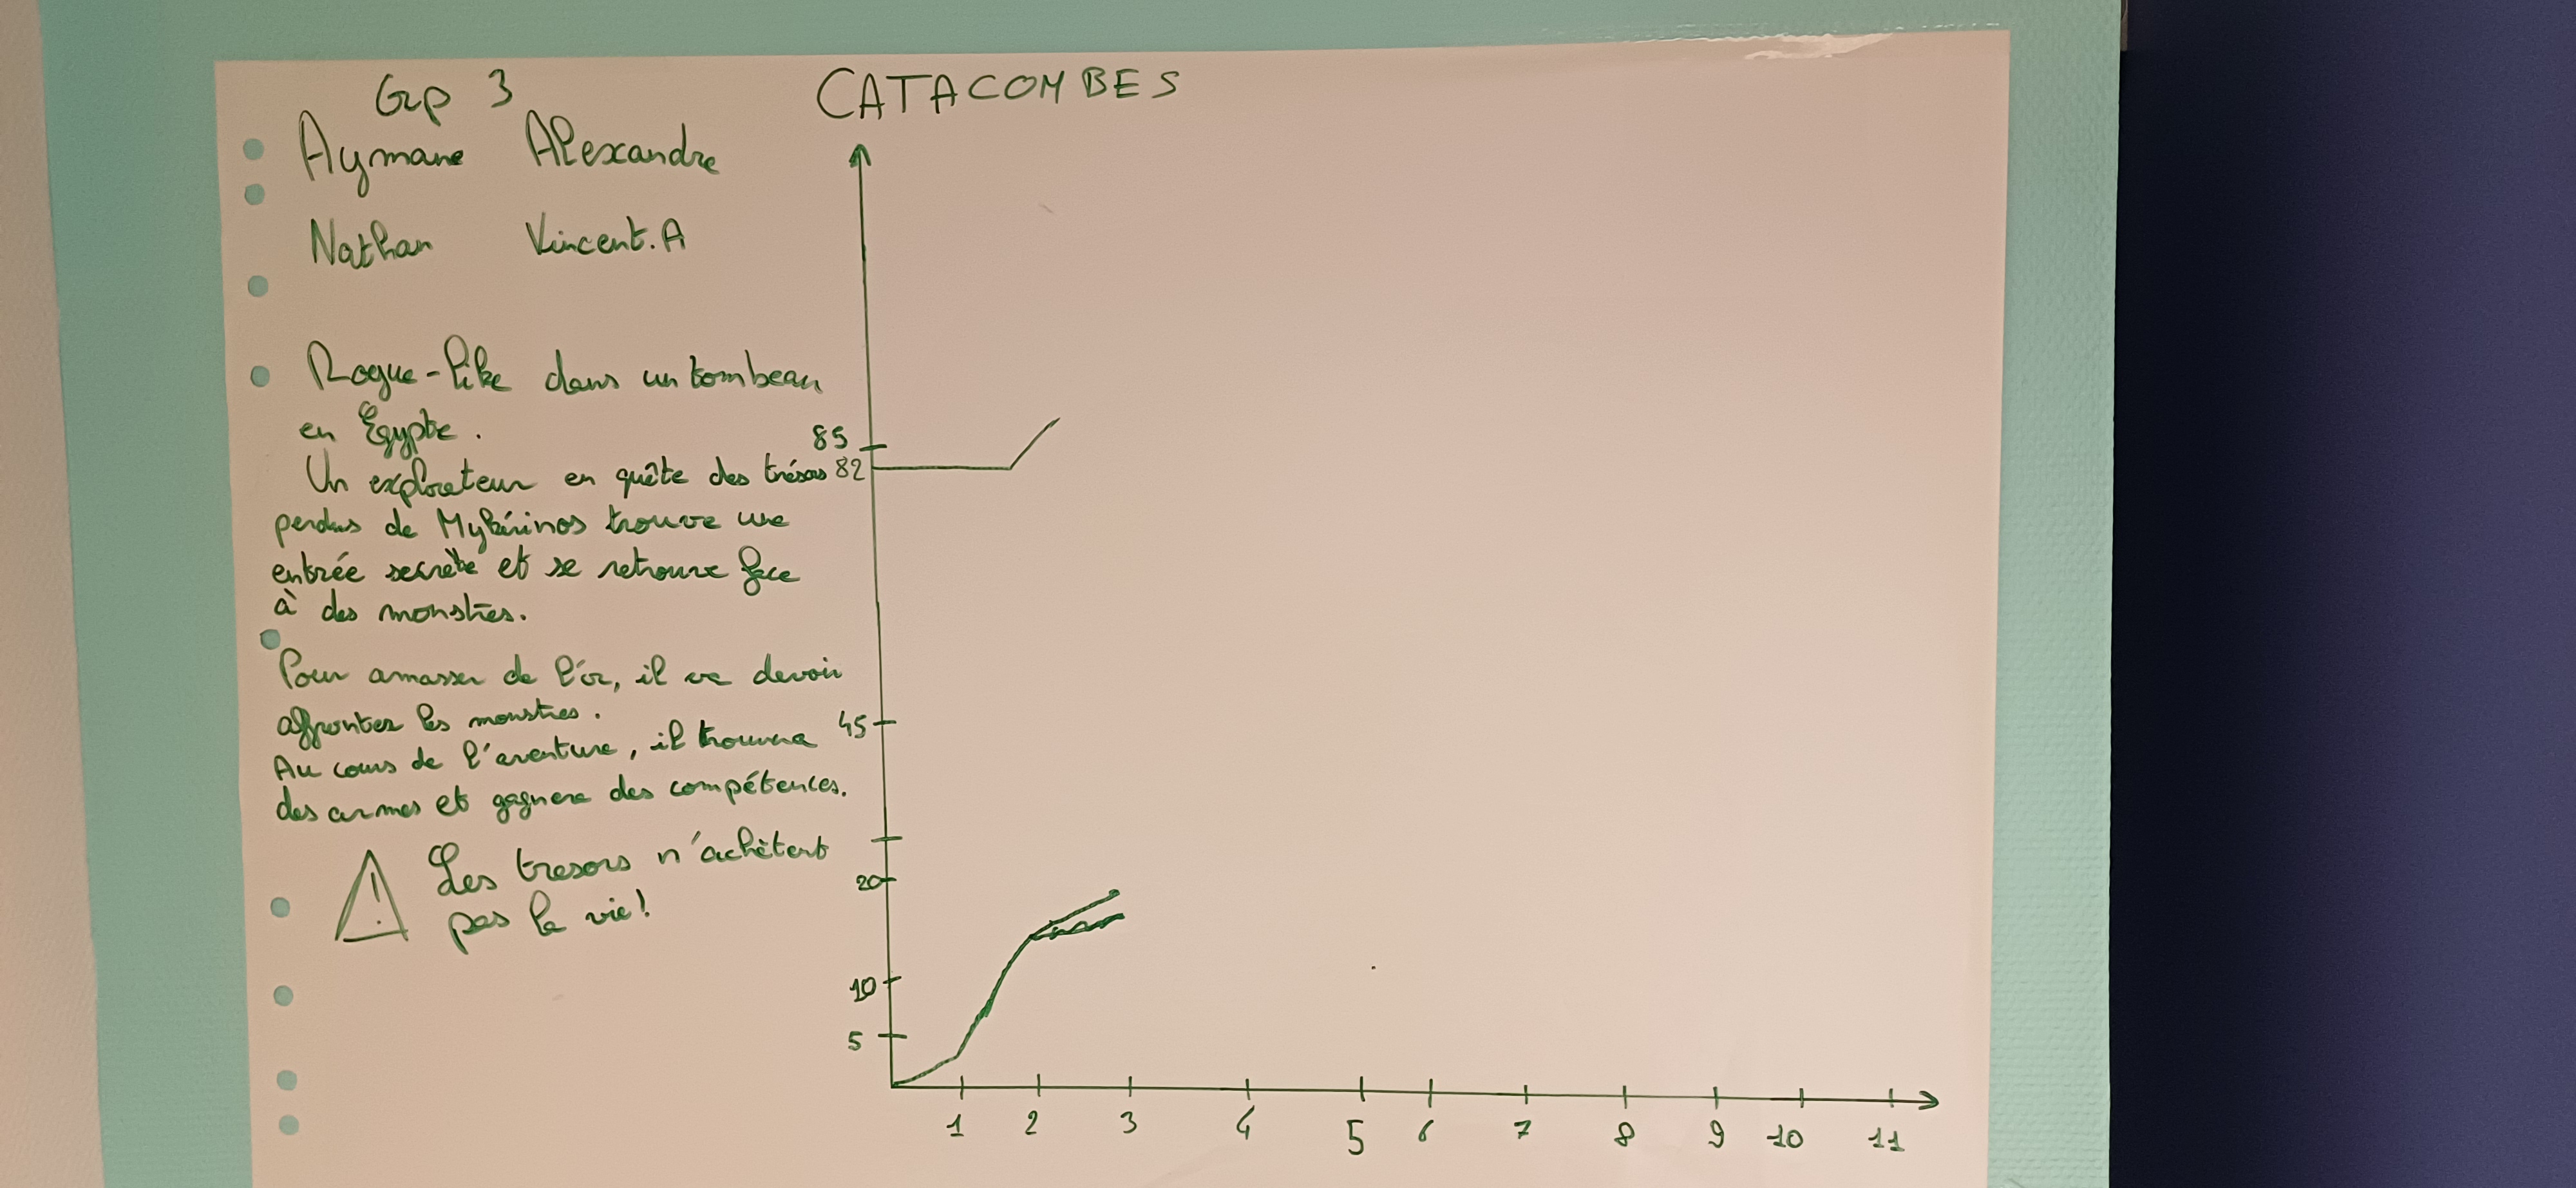 Grp 3
CATACOMBES
Aymane Alexandre
Nathan Vincent.A
Rogue-like dans un tombeau
en Égypte.
Un explorateur en quête des trésors
perdus de Mykérinos trouve une
entrée secrète et se retrouve face
à des monstres.
Pour amasser de l'or, il va devoir
affronter les monstres.
Au cours de l'aventure, il trouvera
des armes et gagnera des compétences.
! Les tresors n'achètent
pas la vie!
85
82
45
20
10
5
1 2 3 4 5 6 7 8 9 10 11